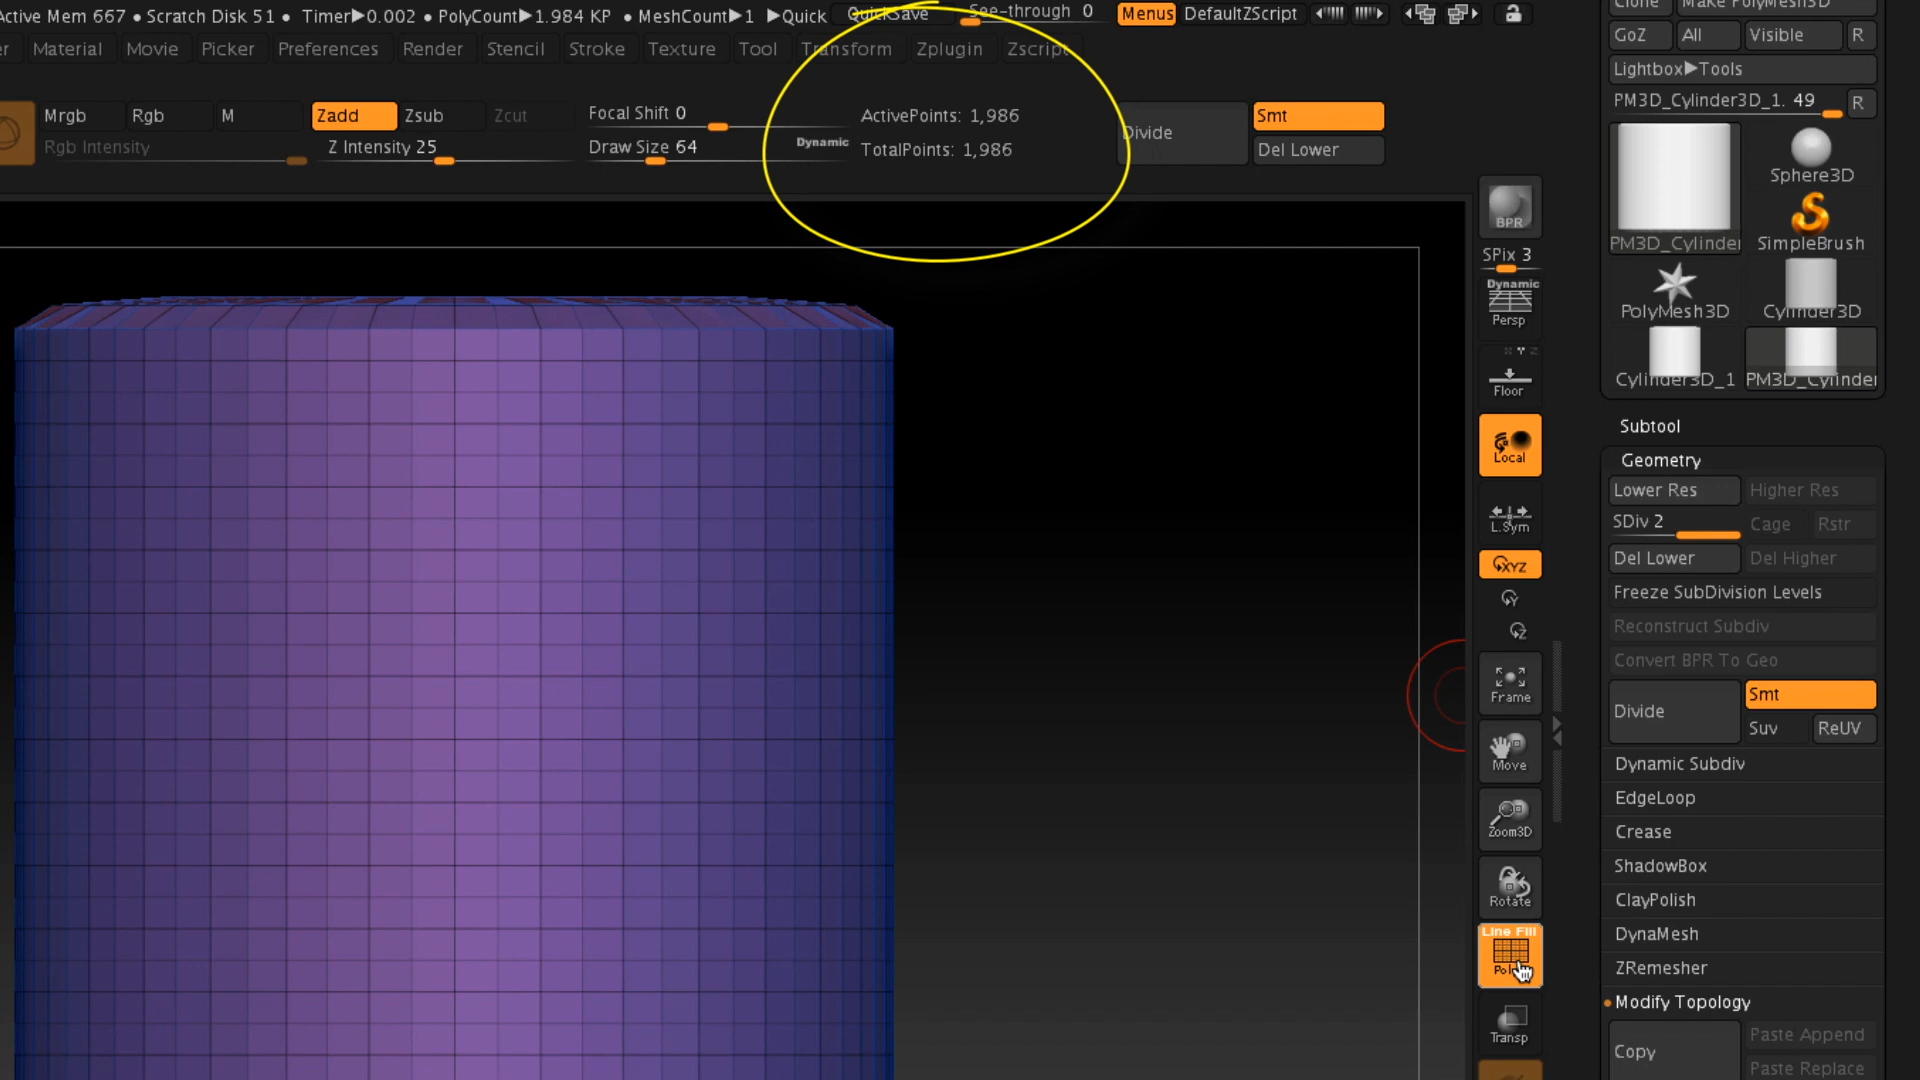 Active Mem 667 • Scratch Disk 51 • Timer▶0.002 • PolyCount▶1.984 KP • MeshCount▶1 ▶Quick QuickSave See-through 0 Menus DefaultZScript
Material Movie Picker Preferences Render Stencil Stroke Texture Tool Transform Zplugin Zscript
Mrgb Rgb M Zadd Zsub Zcut Focal Shift 0 ActivePoints: 1,986 Smt
Divide
Dynamic
Rgb Intensity Z Intensity 25 Draw Size 64 TotalPoints: 1,986 Del Lower
BPR
SPix 3
Dynamic
Persp
Floor
Local
L.Sym
XYZ
Frame
Move
Zoom3D
Rotate
Line Fill
Transp
Clone Make PolyMesh3D
GoZ All Visible R
Lightbox▶Tools
PM3D_Cylinder3D_1. 49 R
Sphere3D
PM3D_Cylinder SimpleBrush
PolyMesh3D Cylinder3D
Cylinder3D_1 PM3D_Cylinder
Subtool
Geometry
Lower Res Higher Res
SDiv 2 Cage Rstr
Del Lower Del Higher
Freeze SubDivision Levels
Reconstruct Subdiv
Convert BPR To Geo
Divide Smt
Suv ReUV
Dynamic Subdiv
EdgeLoop
Crease
ShadowBox
ClayPolish
DynaMesh
ZRemesher
Modify Topology
Copy Paste Append
Paste Replace